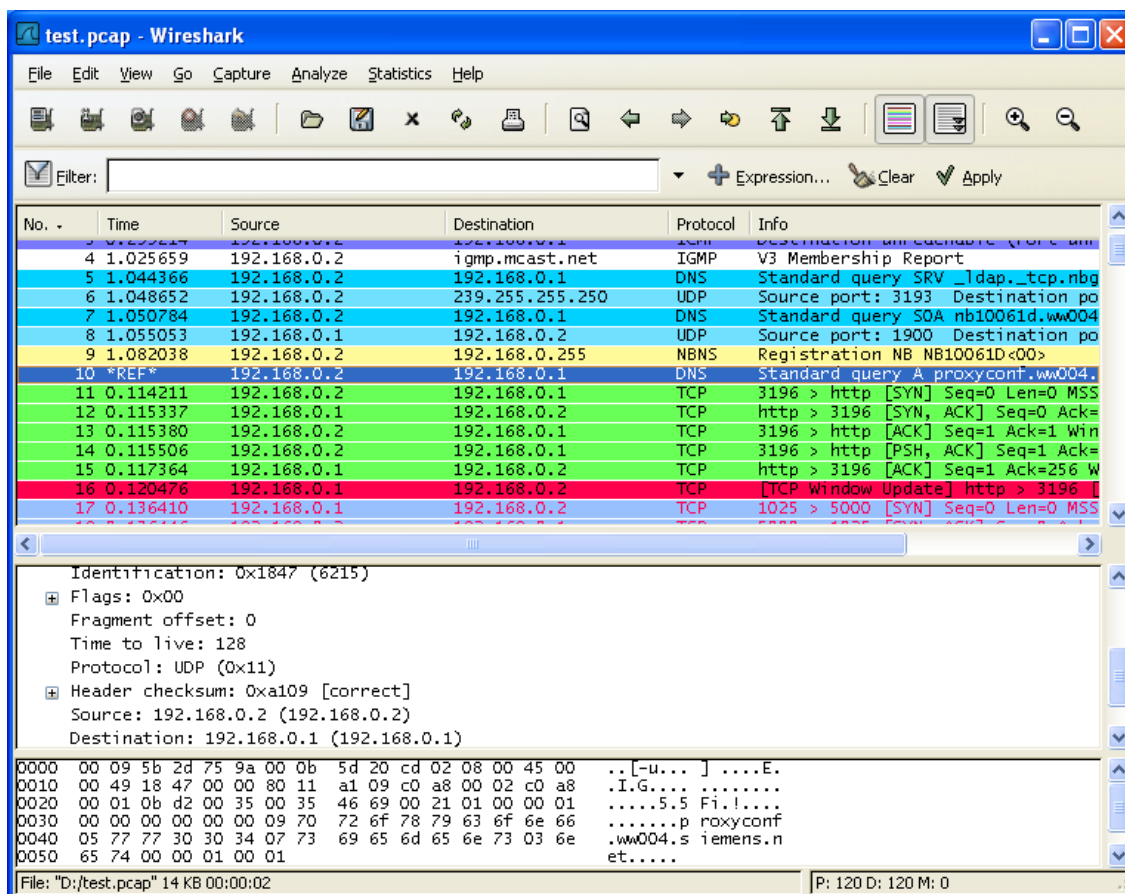 test.pcap - Wireshark
File Edit View Go Capture Analyze Statistics Help
Filter: Expression... Clear Apply
No. . Time Source Destination Protocol Info
3 0.299214 192.168.0.2 192.168.0.1 ICMP Destination unreachable (Port unr
4 1.025659 192.168.0.2 igmp.mcast.net IGMP V3 Membership Report
5 1.044366 192.168.0.2 192.168.0.1 DNS Standard query SRV _ldap._tcp.nbg
6 1.048652 192.168.0.2 239.255.255.250 UDP Source port: 3193 Destination po
7 1.050784 192.168.0.2 192.168.0.1 DNS Standard query SOA nb10061d.ww004
8 1.055053 192.168.0.1 192.168.0.2 UDP Source port: 1900 Destination po
9 1.082038 192.168.0.2 192.168.0.255 NBNS Registration NB NB10061D<00>
10 *REF* 192.168.0.2 192.168.0.1 DNS Standard query A proxyconf.ww004.
11 0.114211 192.168.0.2 192.168.0.1 TCP 3196 > http [SYN] Seq=0 Len=0 MSS
12 0.115337 192.168.0.1 192.168.0.2 TCP http > 3196 [SYN, ACK] Seq=0 Ack=
13 0.115380 192.168.0.2 192.168.0.1 TCP 3196 > http [ACK] Seq=1 Ack=1 Win
14 0.115506 192.168.0.2 192.168.0.1 TCP 3196 > http [PSH, ACK] Seq=1 Ack=
15 0.117364 192.168.0.1 192.168.0.2 TCP http > 3196 [ACK] Seq=1 Ack=256 W
16 0.120476 192.168.0.1 192.168.0.2 TCP [TCP Window Update] http > 3196 [
17 0.136410 192.168.0.1 192.168.0.2 TCP 1025 > 5000 [SYN] Seq=0 Len=0 MSS
Identification: 0x1847 (6215)
Flags: 0x00
Fragment offset: 0
Time to live: 128
Protocol: UDP (0x11)
Header checksum: 0xa109 [correct]
Source: 192.168.0.2 (192.168.0.2)
Destination: 192.168.0.1 (192.168.0.1)
0000 00 09 5b 2d 75 9a 00 0b 5d 20 cd 02 08 00 45 00 ..[-u... ] ....E.
0010 00 49 18 47 00 00 80 11 a1 09 c0 a8 00 02 c0 a8 .I.G.... ........
0020 00 01 0b d2 00 35 00 35 46 69 00 21 01 00 00 01 .....5.5 Fi.!....
0030 00 00 00 00 00 00 09 70 72 6f 78 79 63 6f 6e 66 .......p roxyconf
0040 05 77 77 30 30 34 07 73 69 65 6d 65 6e 73 03 6e .ww004.s iemens.n
0050 65 74 00 00 01 00 01 et.....
File: "D:/test.pcap" 14 KB 00:00:02 P: 120 D: 120 M: 0